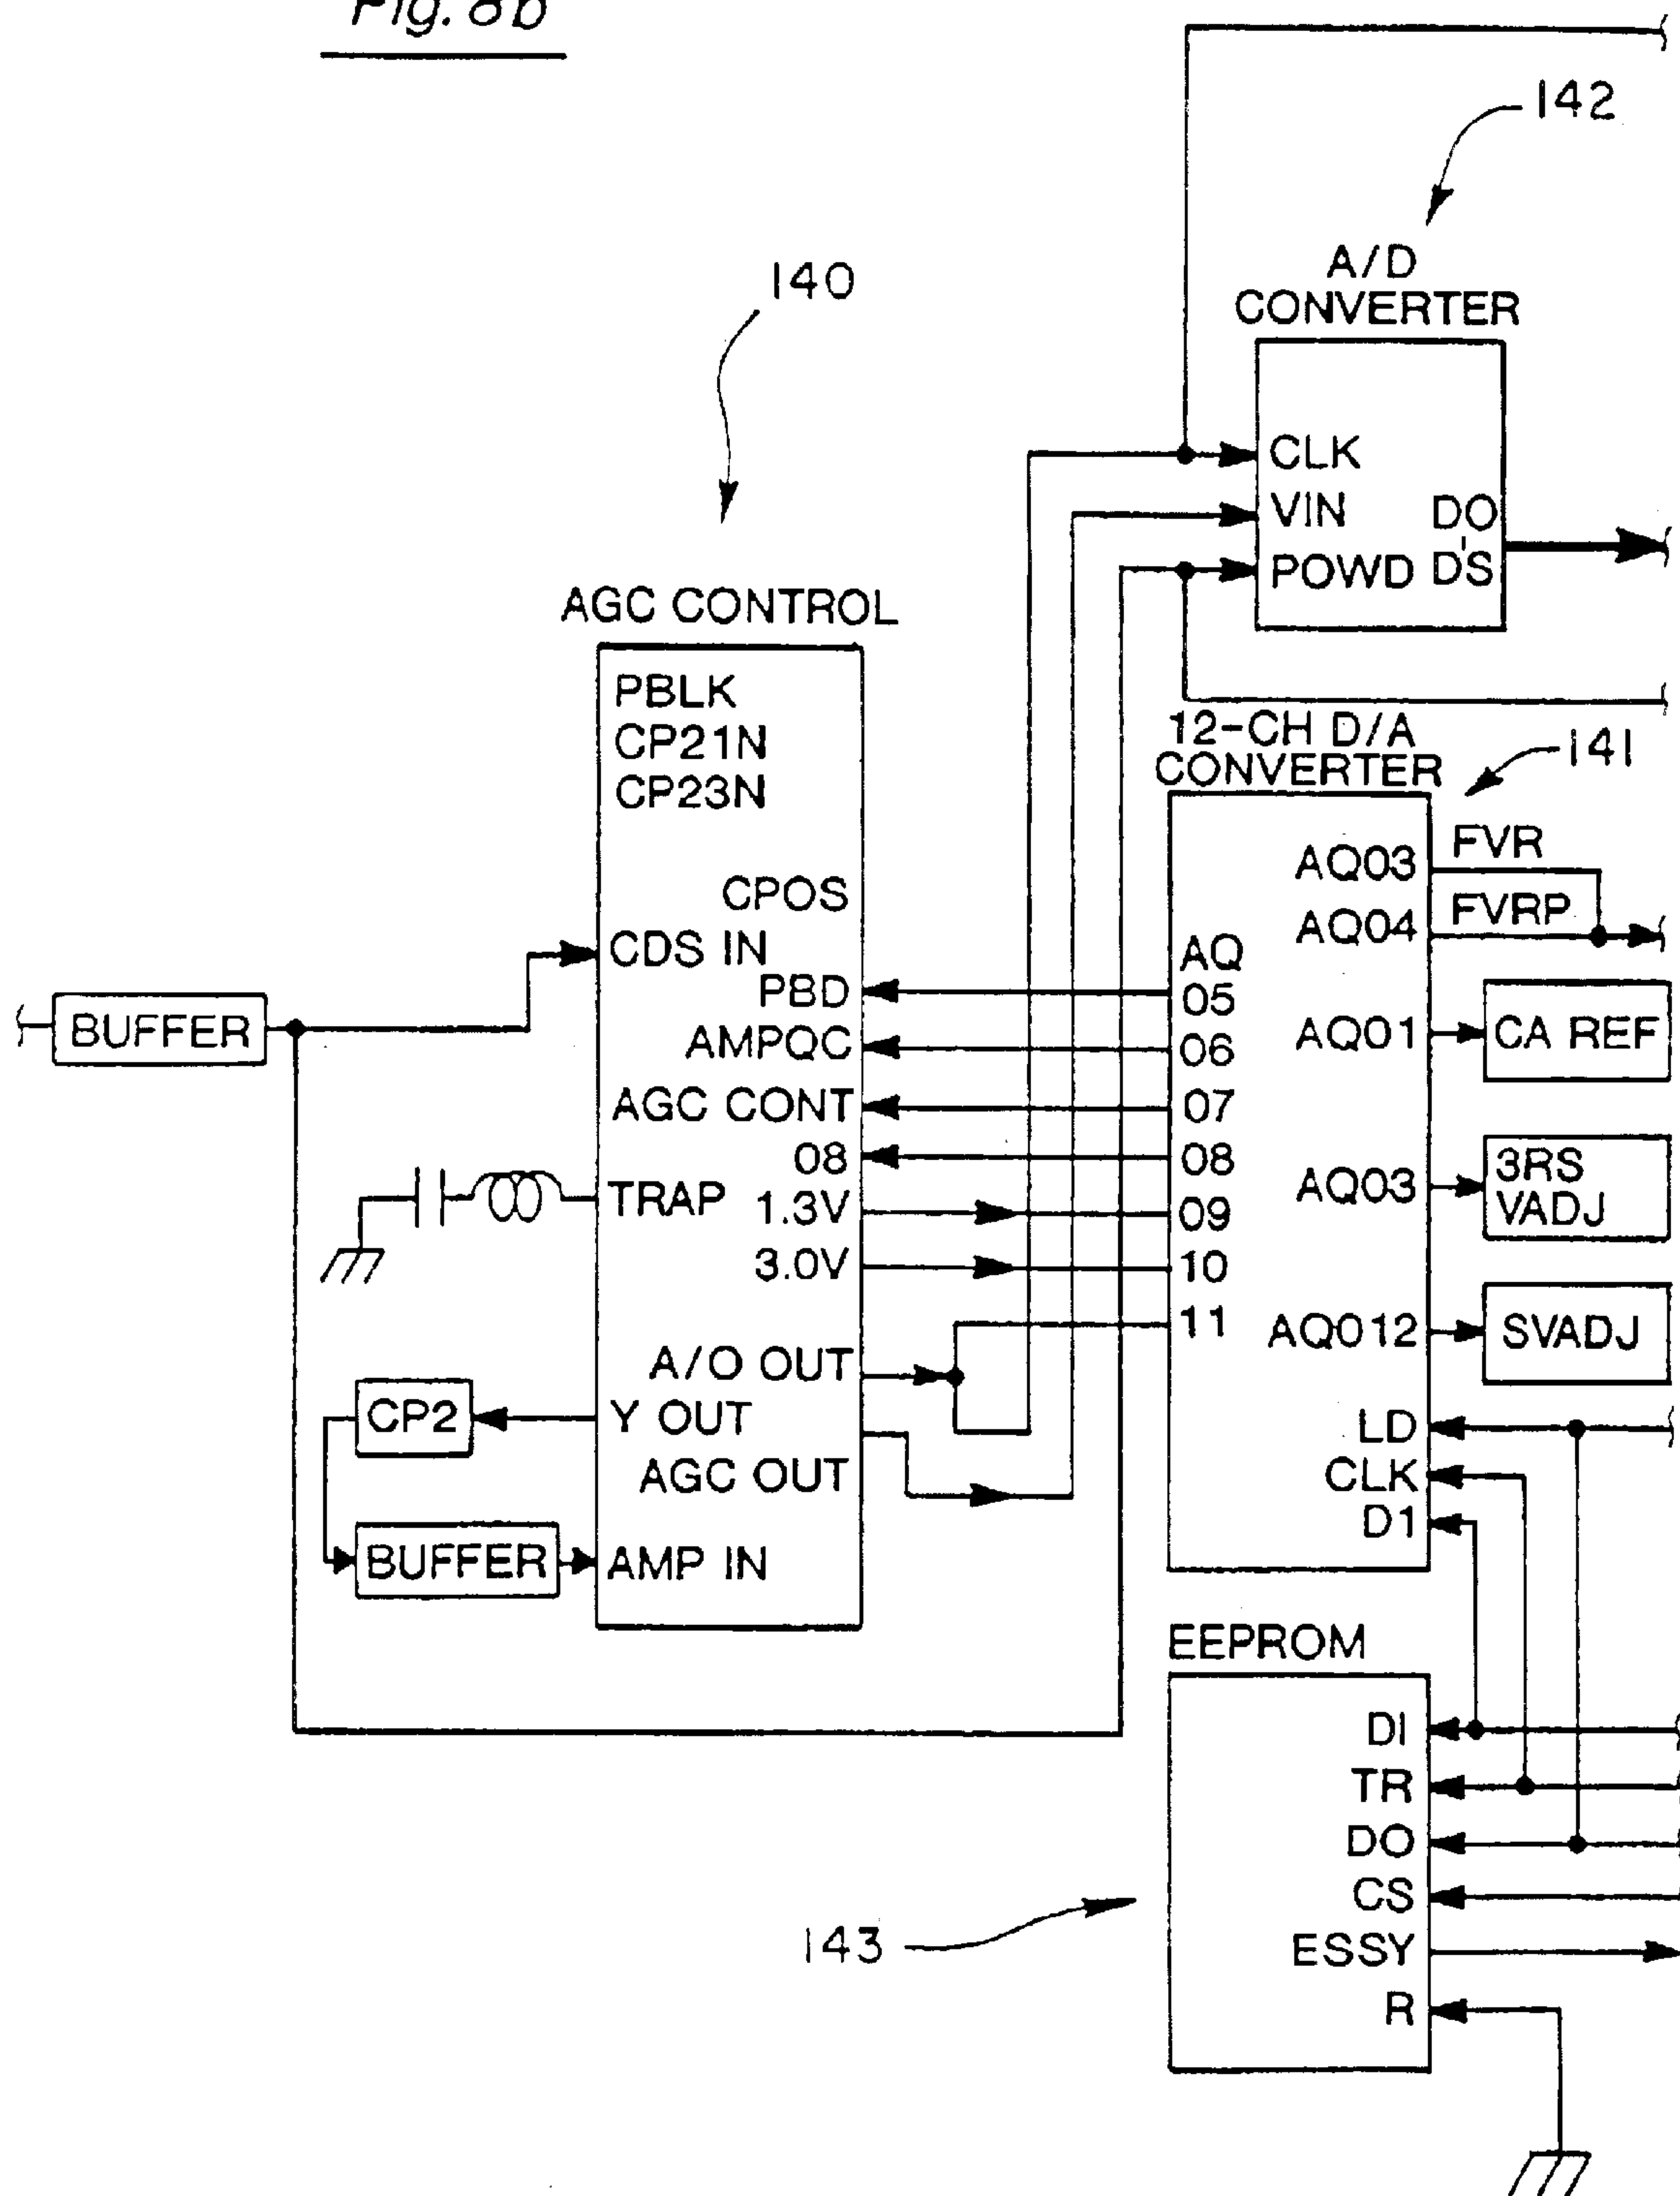 Fig. 8b
142
A/D
CONVERTER
140
CLK
VIN
DO
POWD D'S
AGC CONTROL
PBLK
CP21N
CP23N
12-CH D/A
CONVERTER
141
AQ03
FVR
CPOS
AQ04
FVRP
CDS IN
AQ
PBD
05
BUFFER
AMPQC
06
AQ01
CA REF
AGC CONT
07
08
08
TRAP
1.3V
09
AQ03
3RS
VADJ
3.0V
10
11
AQ012
SVADJ
A/O OUT
CP2
Y OUT
LD
AGC OUT
CLK
D1
BUFFER
AMP IN
EEPROM
DI
TR
DO
CS
143
ESSY
R